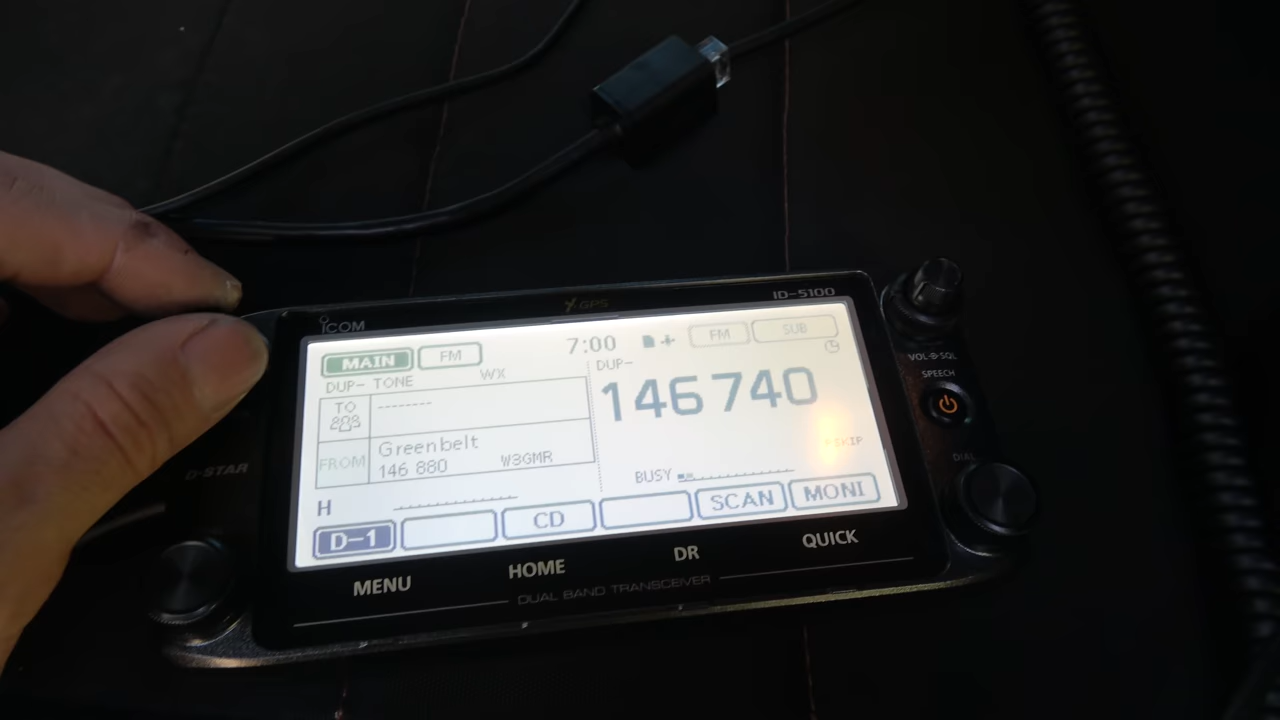 ICOM
GPS
ID-5100
MAIN FM 7:00 FM SUB
DUP- TONE WX DUP-
TO --------
146 740
FROM Greenbelt
146 880 W3GMR
SKIP
BUSY
H
D-1 CD SCAN MONI
VOL SQL
SPEECH
DIAL
D-STAR
MENU HOME DR QUICK
DUAL BAND TRANSCEIVER